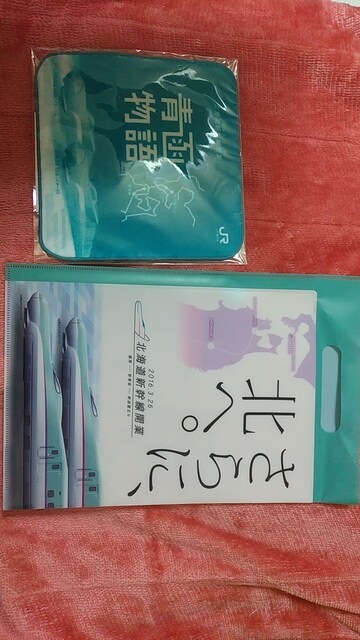 青函
物語
JR
さらに、
北へ。
2016.3.26
北海道新幹線開業